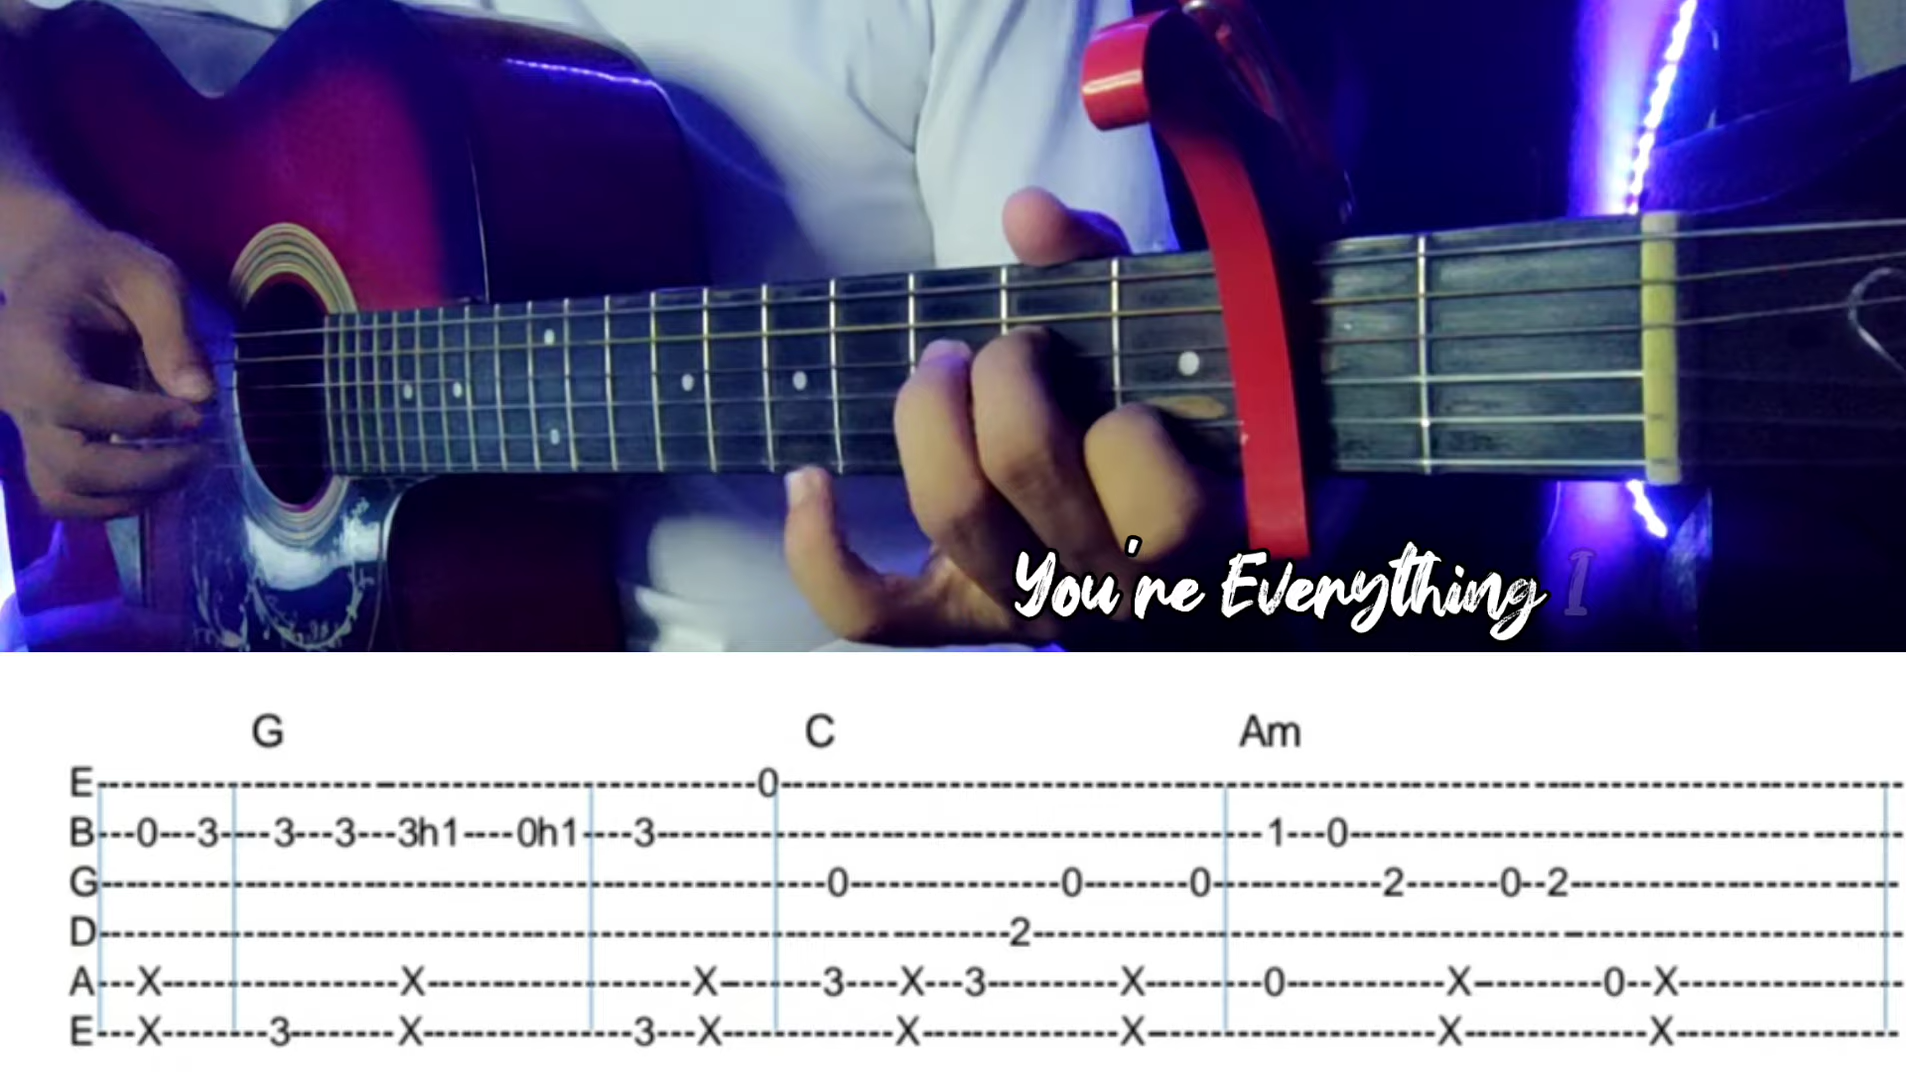 You're Everything I
G C Am
E---------------------------------0---------------------------------------------------------
B---0---3----3---3---3h1----0h1----3------------------------------1---0---------------------
G------------------------------------0-----------0------0-----------2------0--2-------------
D----------------------------------------------2--------------------------------------------
A---X------------X--------------X------3----X---3-------X-------0---------X--------0--X-----
E---X-----3------X-----------3---X---------X-----------X---------------X----------X---------